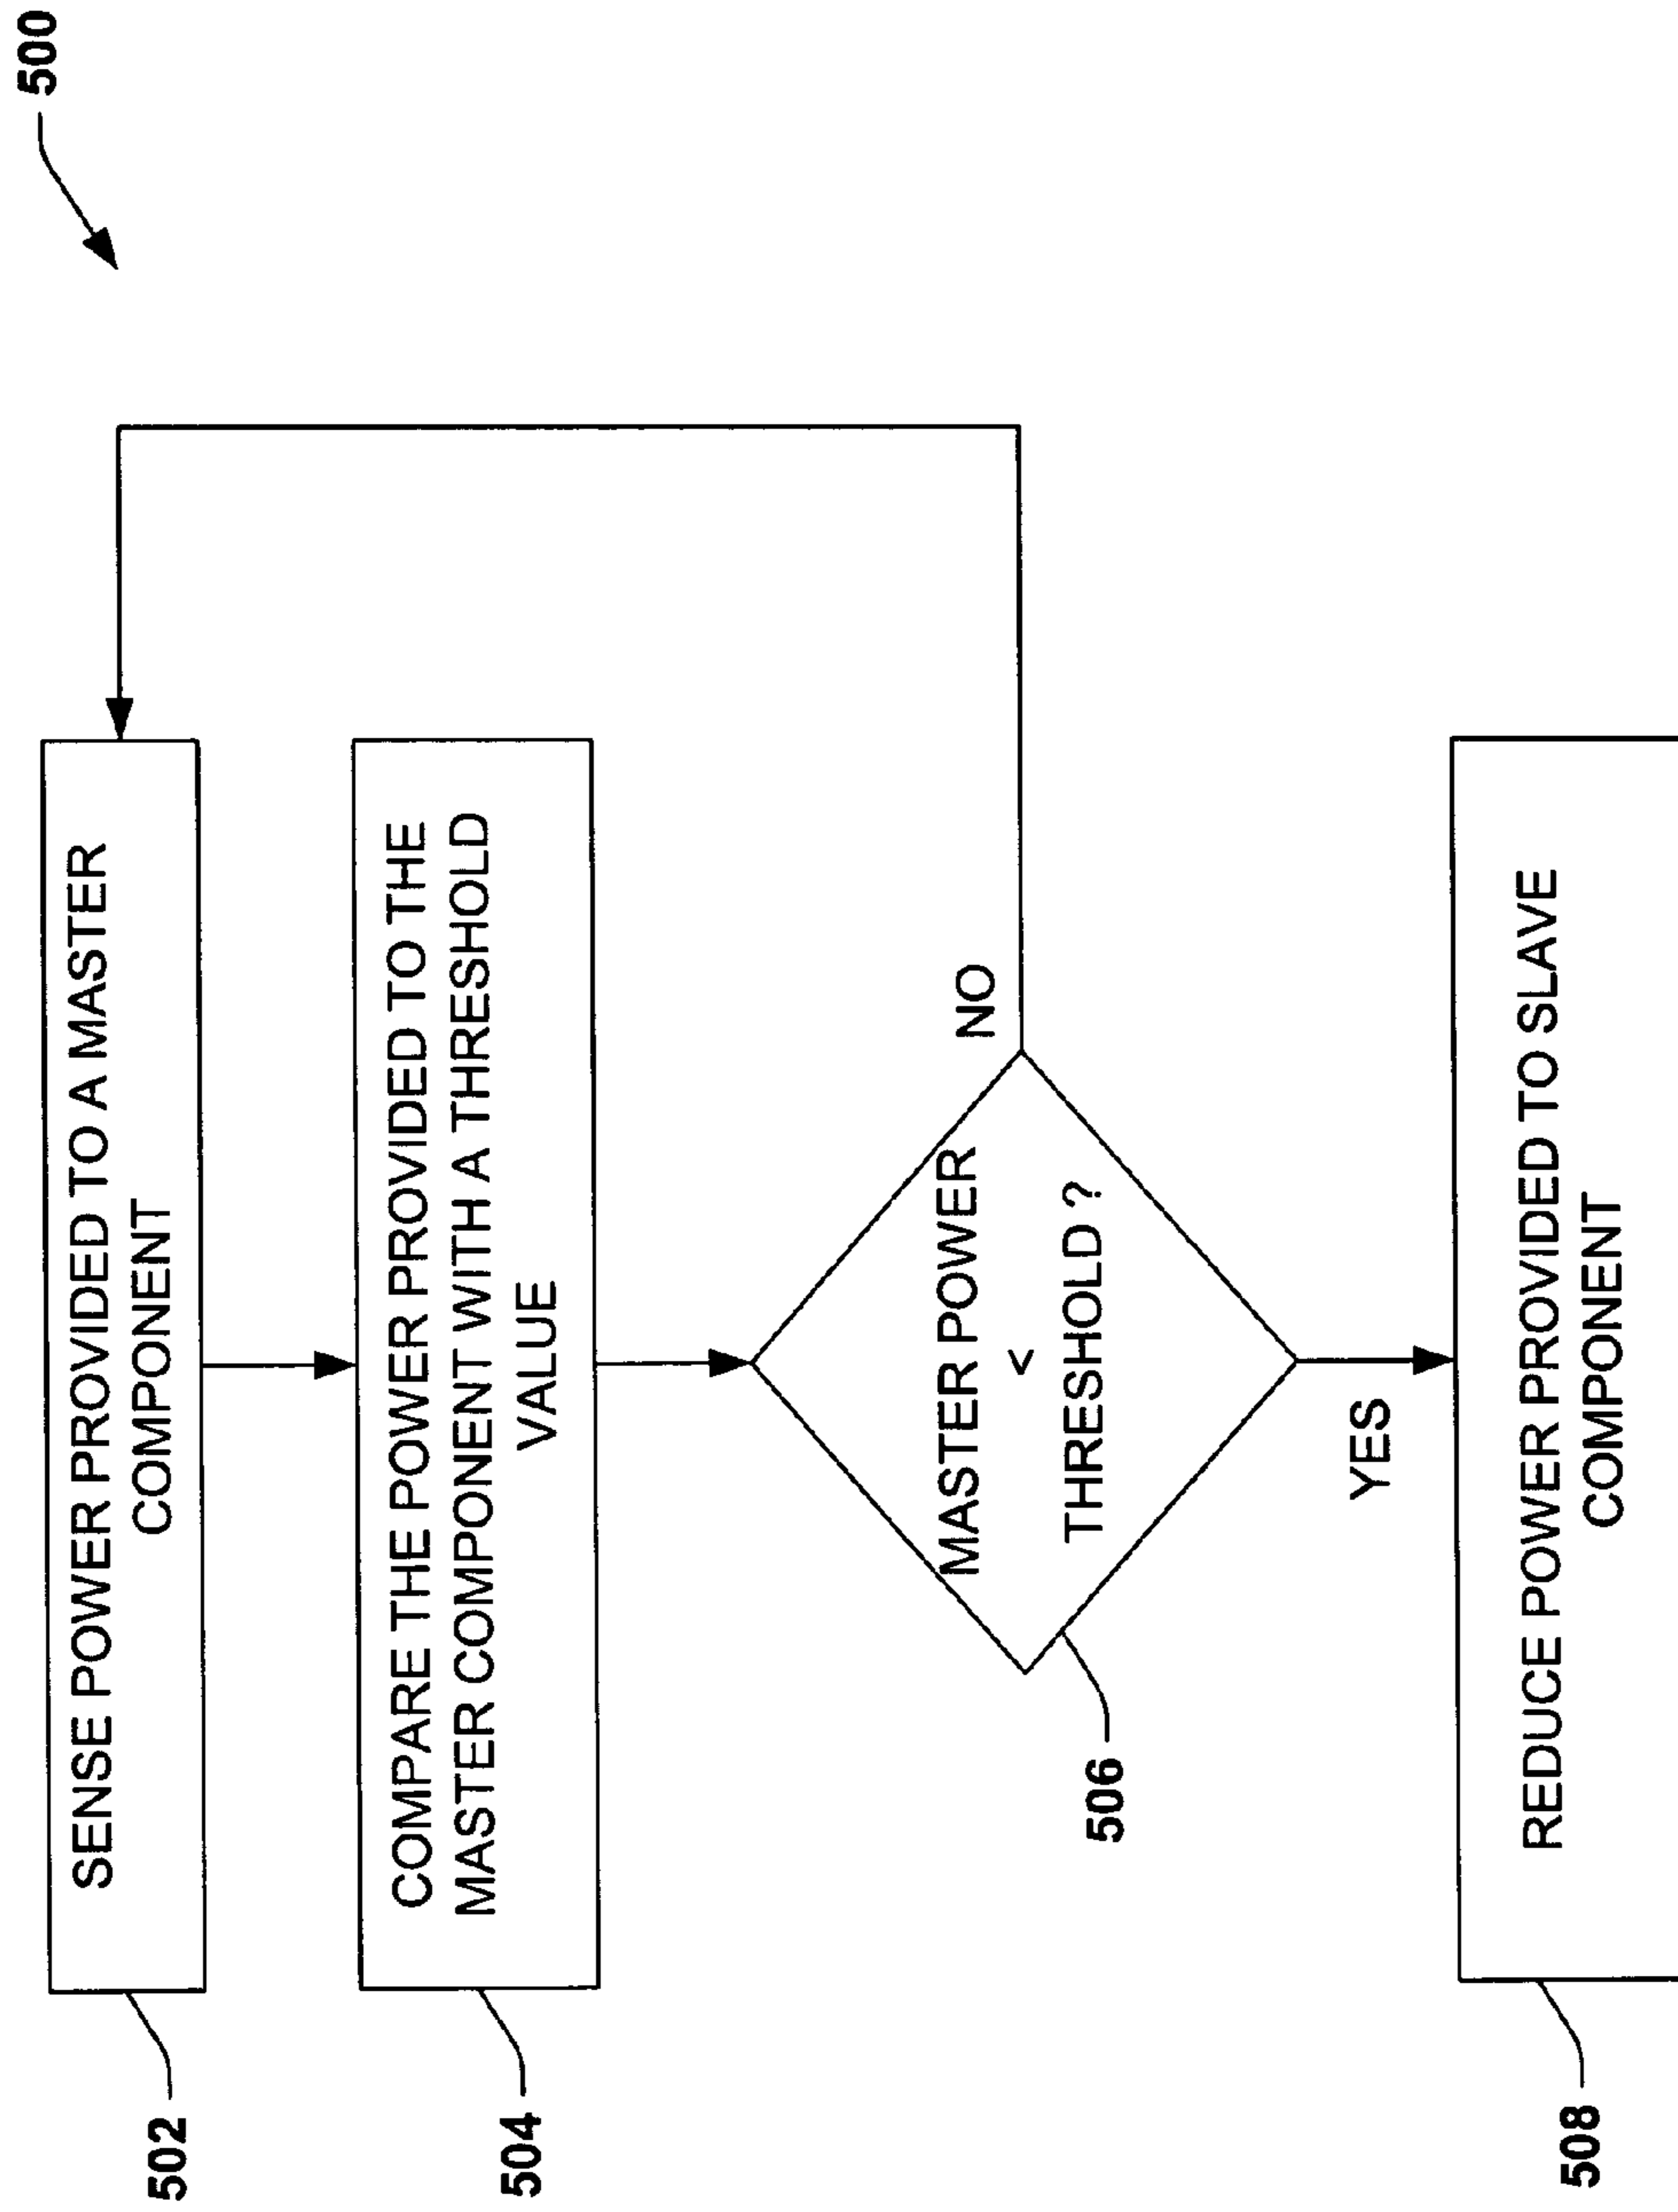 500
502
SENSE POWER PROVIDED TO A MASTER
COMPONENT
504
COMPARE THE POWER PROVIDED TO THE
MASTER COMPONENT WITH A THRESHOLD
VALUE
MASTER POWER
<
THRESHOLD ?
NO
506
YES
508
REDUCE POWER PROVIDED TO SLAVE
COMPONENT